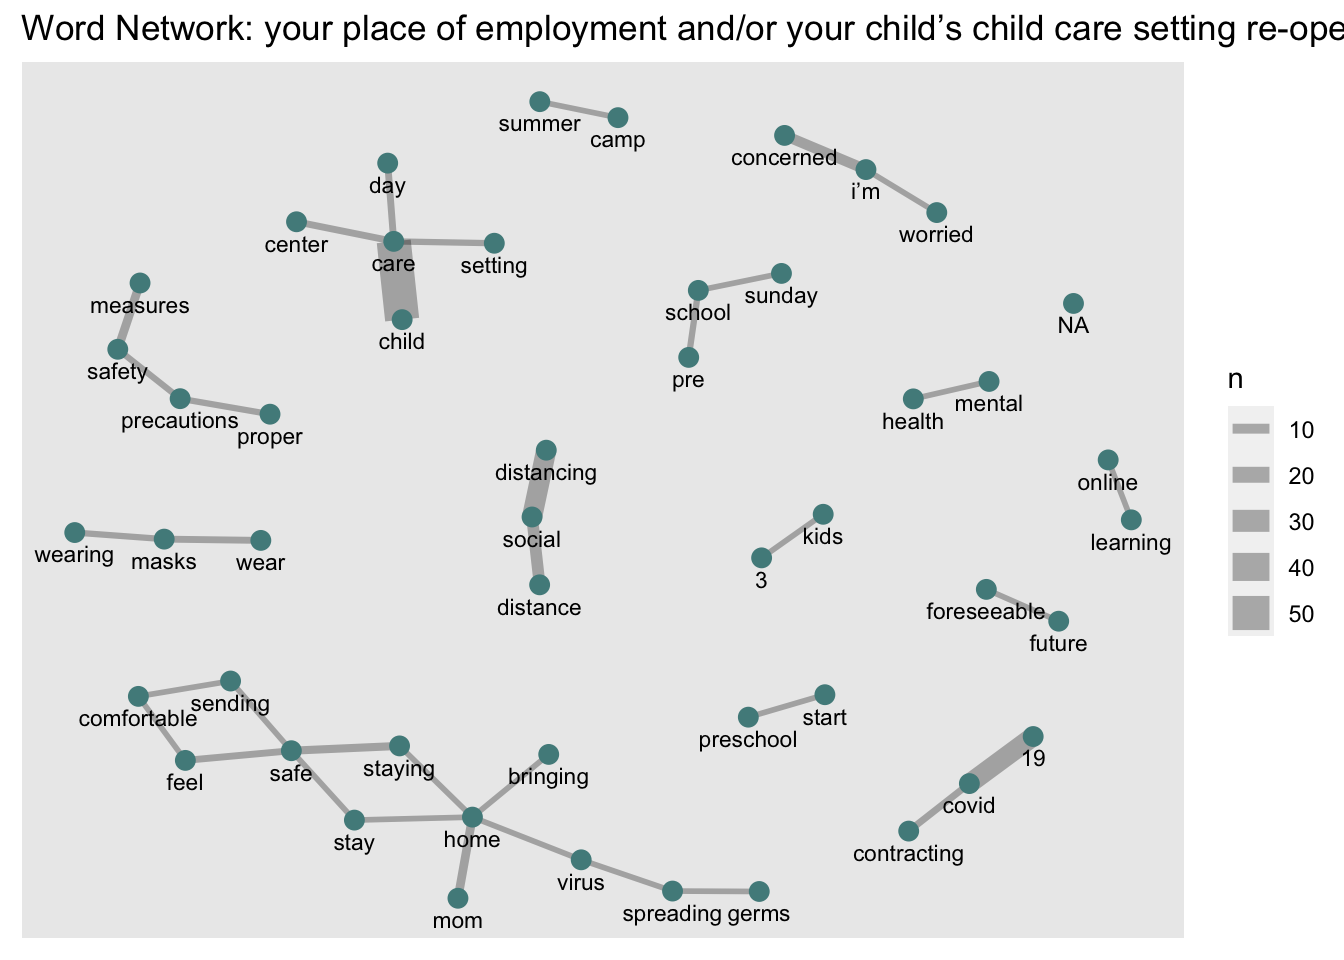 Word Network: your place of employment and/or your child’s child care setting re-ope
summer
camp
concerned
i’m
worried
day
center
care
setting
child
measures
safety
precautions
proper
school
sunday
pre
NA
health
mental
distancing
social
distance
online
learning
wearing
masks
wear
kids
3
foreseeable
future
comfortable
sending
feel
safe
staying
stay
home
bringing
mom
virus
spreading
germs
preschool
start
19
covid
contracting
n
10
20
30
40
50